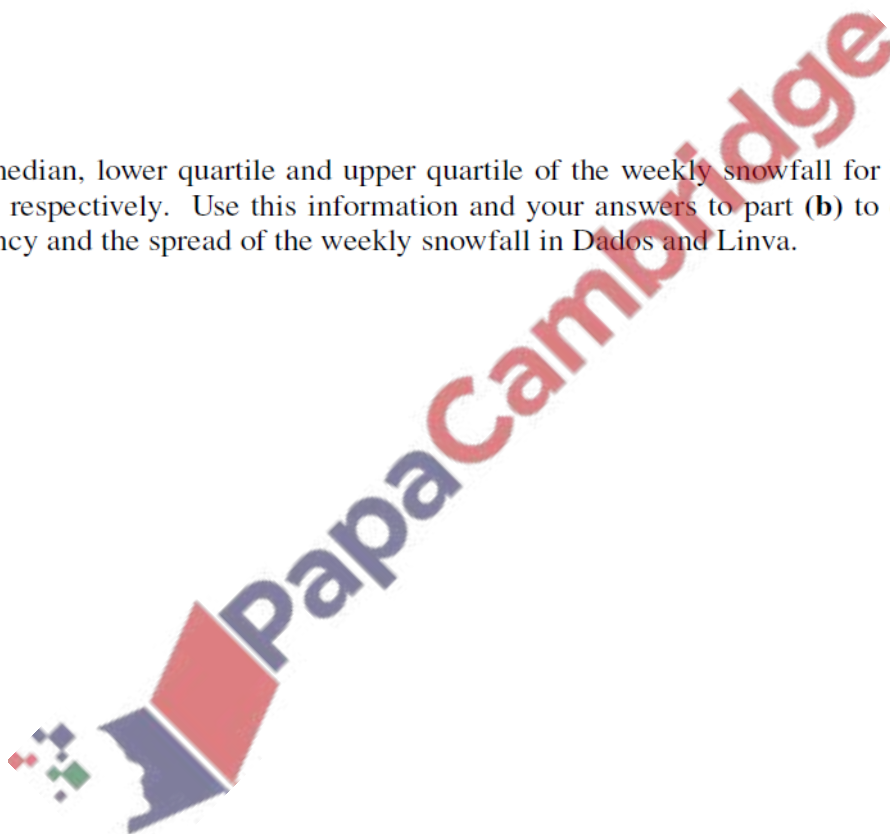 median, lower quartile and upper quartile of the weekly snowfall for
respectively. Use this information and your answers to part (b) to
ncy and the spread of the weekly snowfall in Dados and Linva.
PapaCambridge